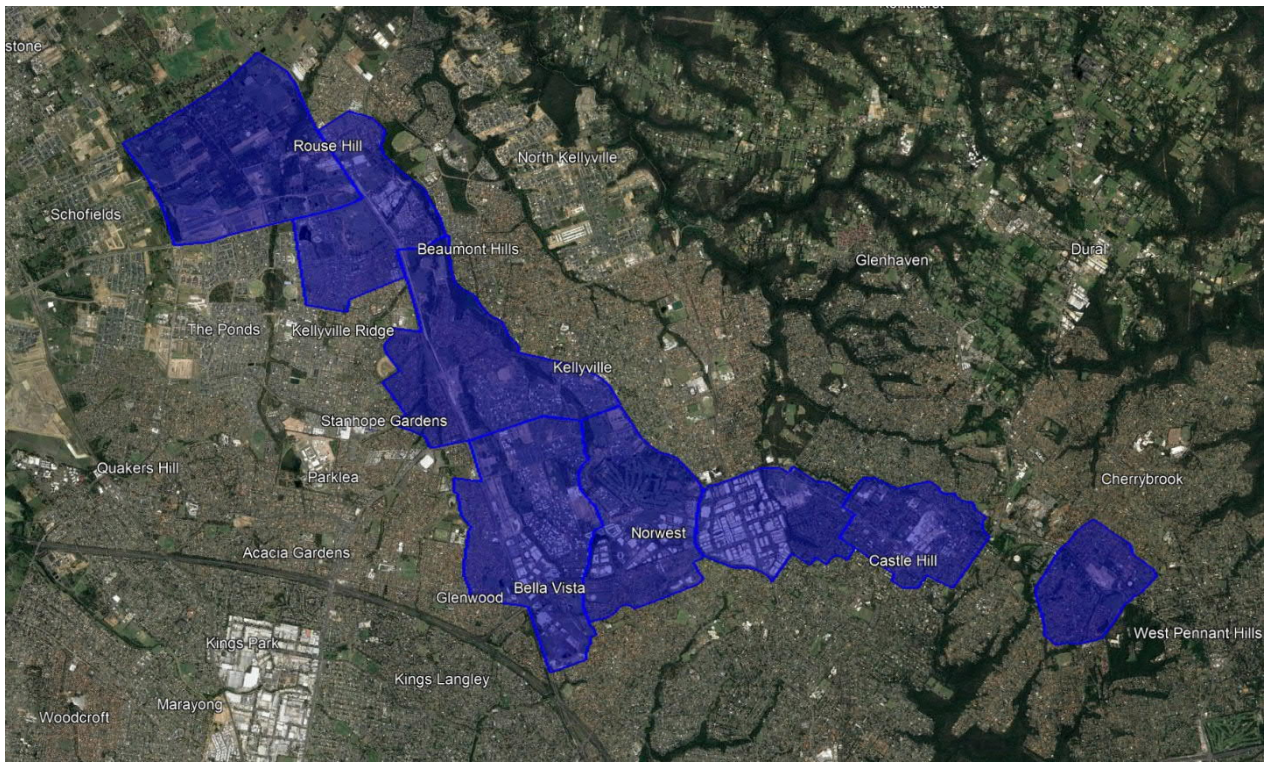 stone
Rouse Hill
North Kellyville
Schofields
Beaumont Hills
Dural
Glenhaven
The Ponds
Kellyville Ridge
Kellyville
Stanhope Gardens
Quakers Hill
Parklea
Cherrybrook
Norwest
Acacia Gardens
Castle Hill
Bella Vista
Glenwood
West Pennant Hills
Kings Park
Kings Langley
Marayong
Woodcroft